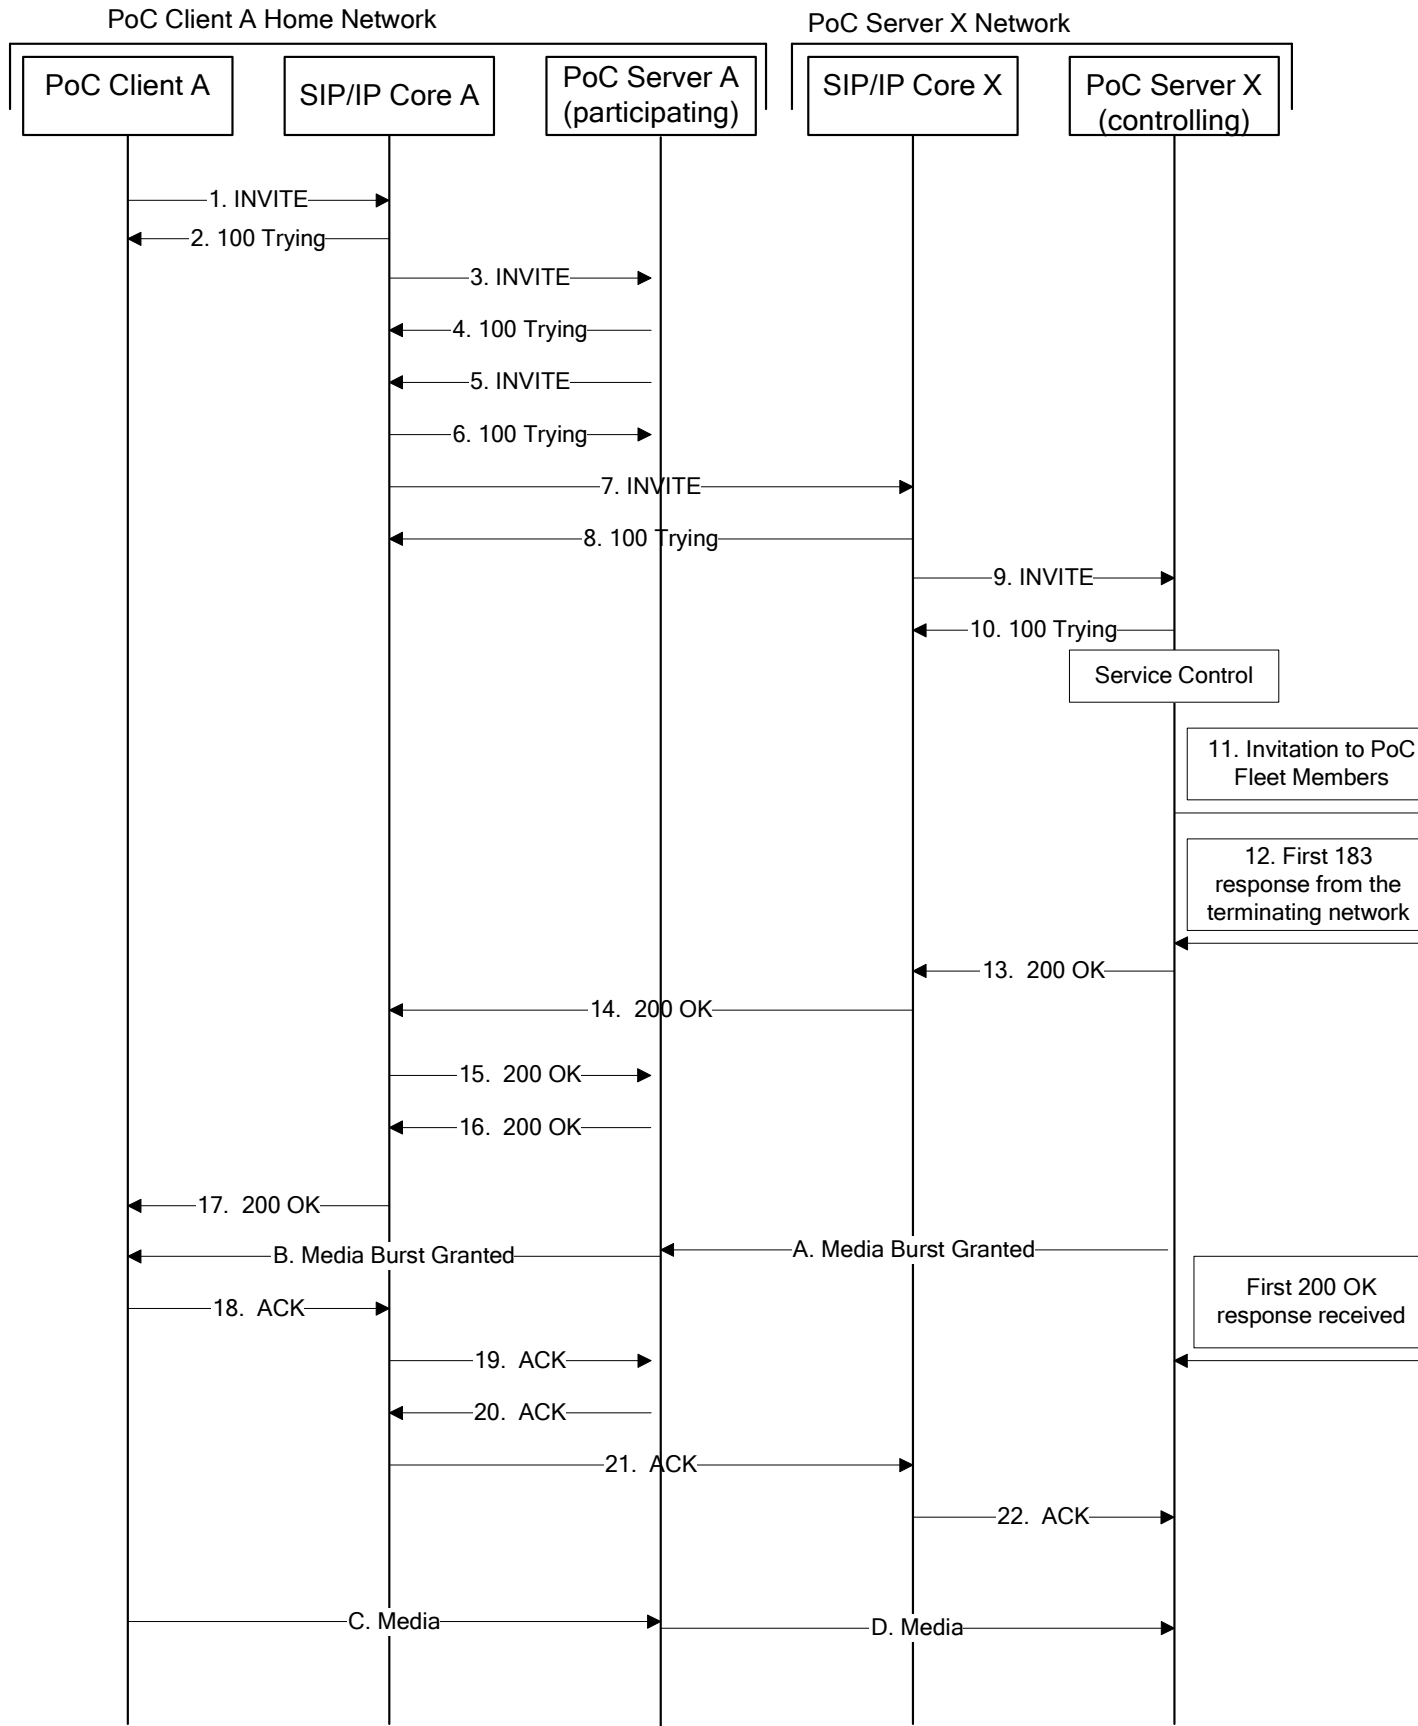 PoC Client A Home Network
PoC Server X Network
PoC Client A
SIP/IP Core A
PoC Server A
(participating)
SIP/IP Core X
PoC Server X
(controlling)
1. INVITE
2. 100 Trying
3. INVITE
4. 100 Trying
5. INVITE
6. 100 Trying
7. INVITE
8. 100 Trying
9. INVITE
10. 100 Trying
Service Control
11. Invitation to PoC
Fleet Members
12. First 183
response from the
terminating network
13.  200 OK
14.  200 OK
15.  200 OK
16.  200 OK
17.  200 OK
A. Media Burst Granted
B. Media Burst Granted
First 200 OK
response received
18.  ACK
19.  ACK
20.  ACK
21.  ACK
22.  ACK
C. Media
D. Media